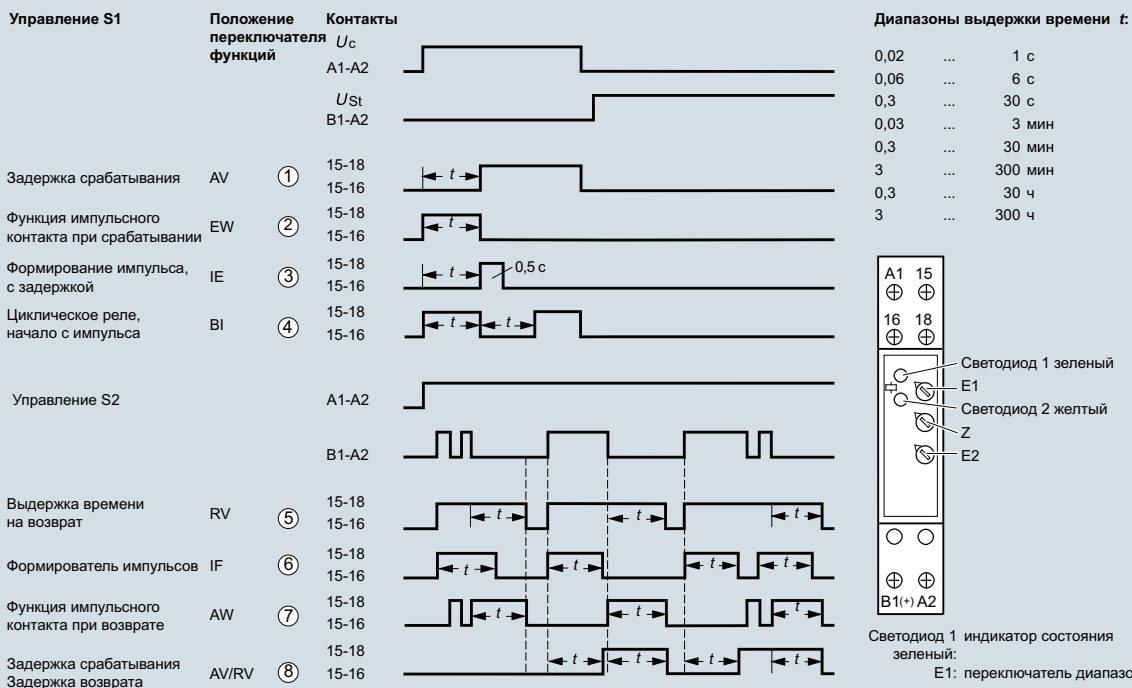 Управление S1
Положение переключателя функций
Контакты
Диапазоны выдержки времени t:
Uc
A1-A2
USt
B1-A2
0,02 ... 1 с
0,06 ... 6 с
0,3 ... 30 с
0,03 ... 3 мин
0,3 ... 30 мин
3 ... 300 мин
0,3 ... 30 ч
3 ... 300 ч
Задержка срабатывания AV 1 15-18
15-16
t
Функция импульсного
контакта при срабатывании EW 2 15-18
15-16
t
Формирование импульса,
с задержкой IE 3 15-18
15-16
t 0,5 с
Циклическое реле,
начало с импульса BI 4 15-18
15-16
t t
Управление S2 A1-A2
B1-A2
Выдержка времени
на возврат RV 5 15-18
15-16
t t t
Формирователь импульсов IF 6 15-18
15-16
t t t t
Функция импульсного
контакта при возврате AW 7 15-18
15-16
t t t
Задержка срабатывания
Задержка возврата AV/RV 8 15-18
15-16
t t t t
A1 15
16 18
Светодиод 1 зеленый
E1
Светодиод 2 желтый
Z
E2
B1(+) A2
Светодиод 1 индикатор состояния
зеленый:
E1: переключатель диапазо